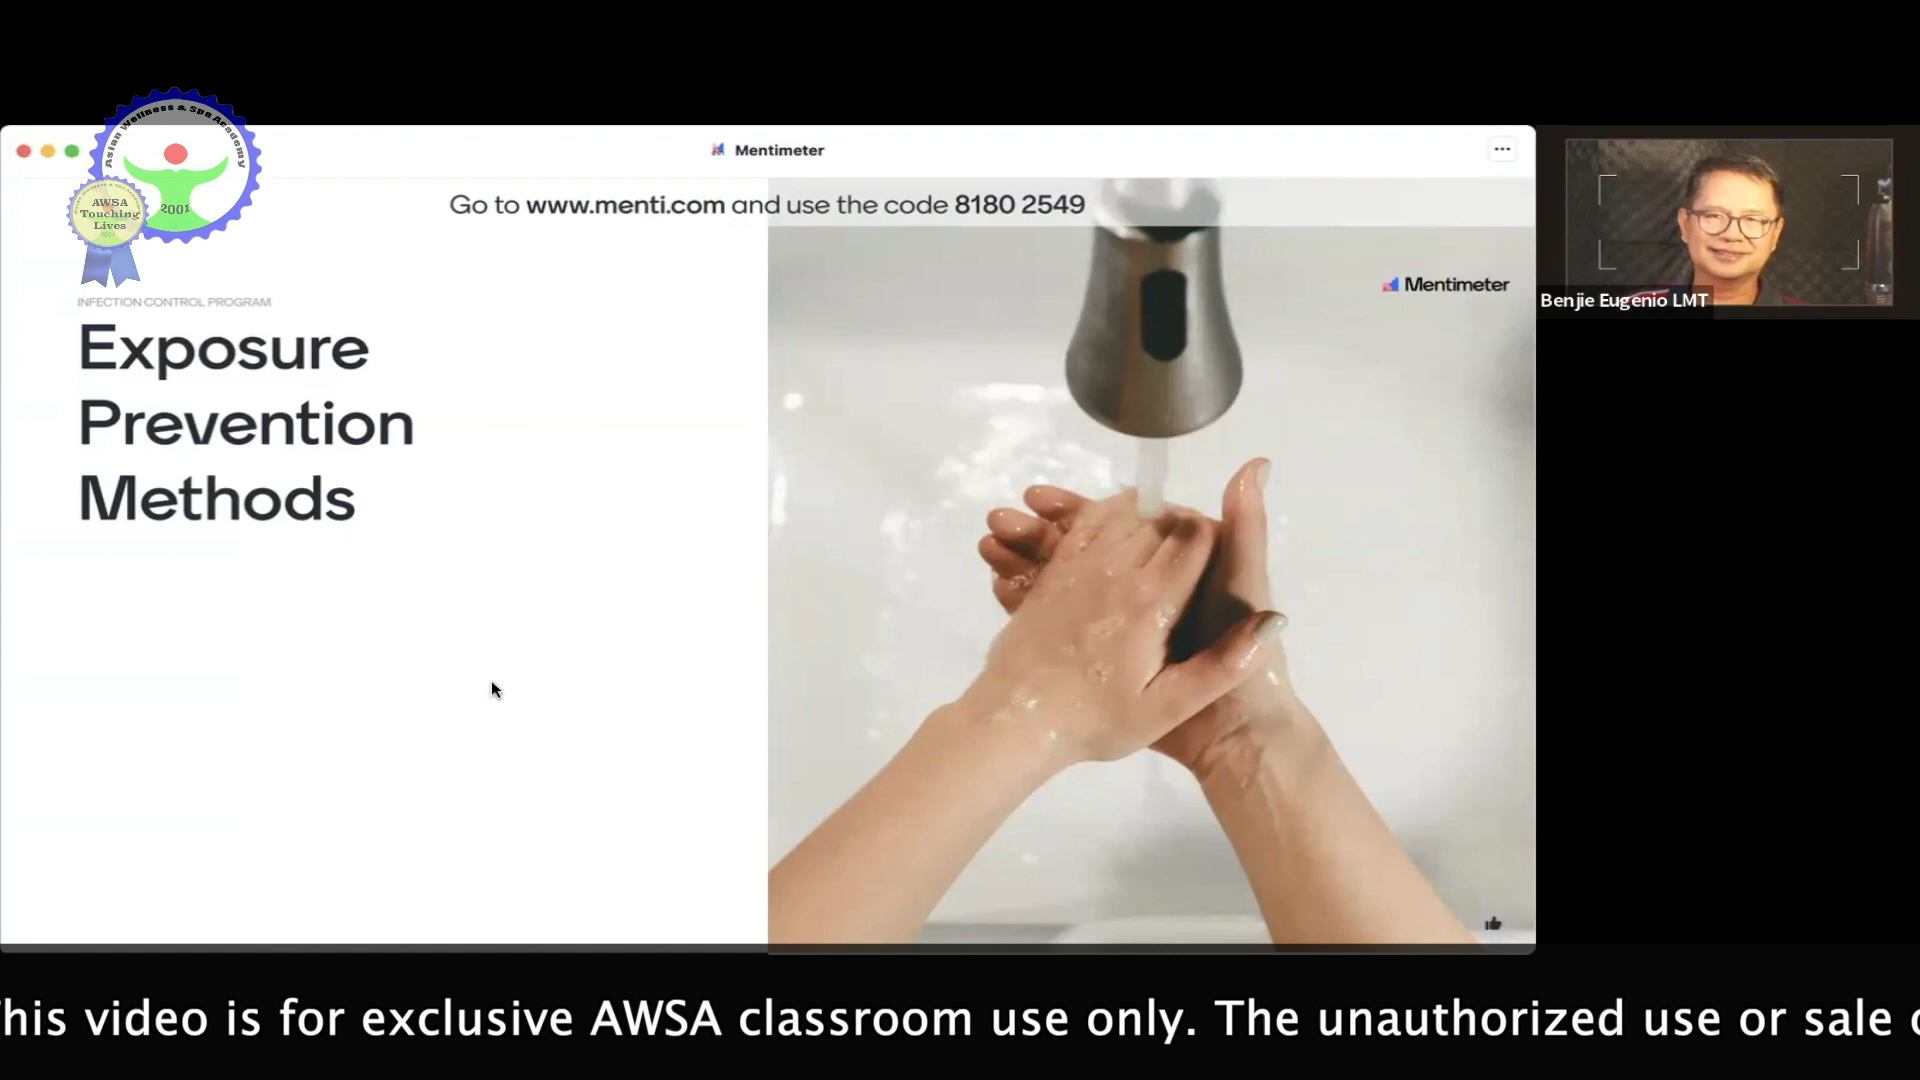 Asian Wellness & Spa Academy
2001
AWSA
Touching
Lives
2001
Mentimeter
Go to www.menti.com and use the code 8180 2549
Mentimeter
INFECTION CONTROL PROGRAM
Exposure
Prevention
Methods
Benjie Eugenio LMT
his video is for exclusive AWSA classroom use only. The unauthorized use or sale